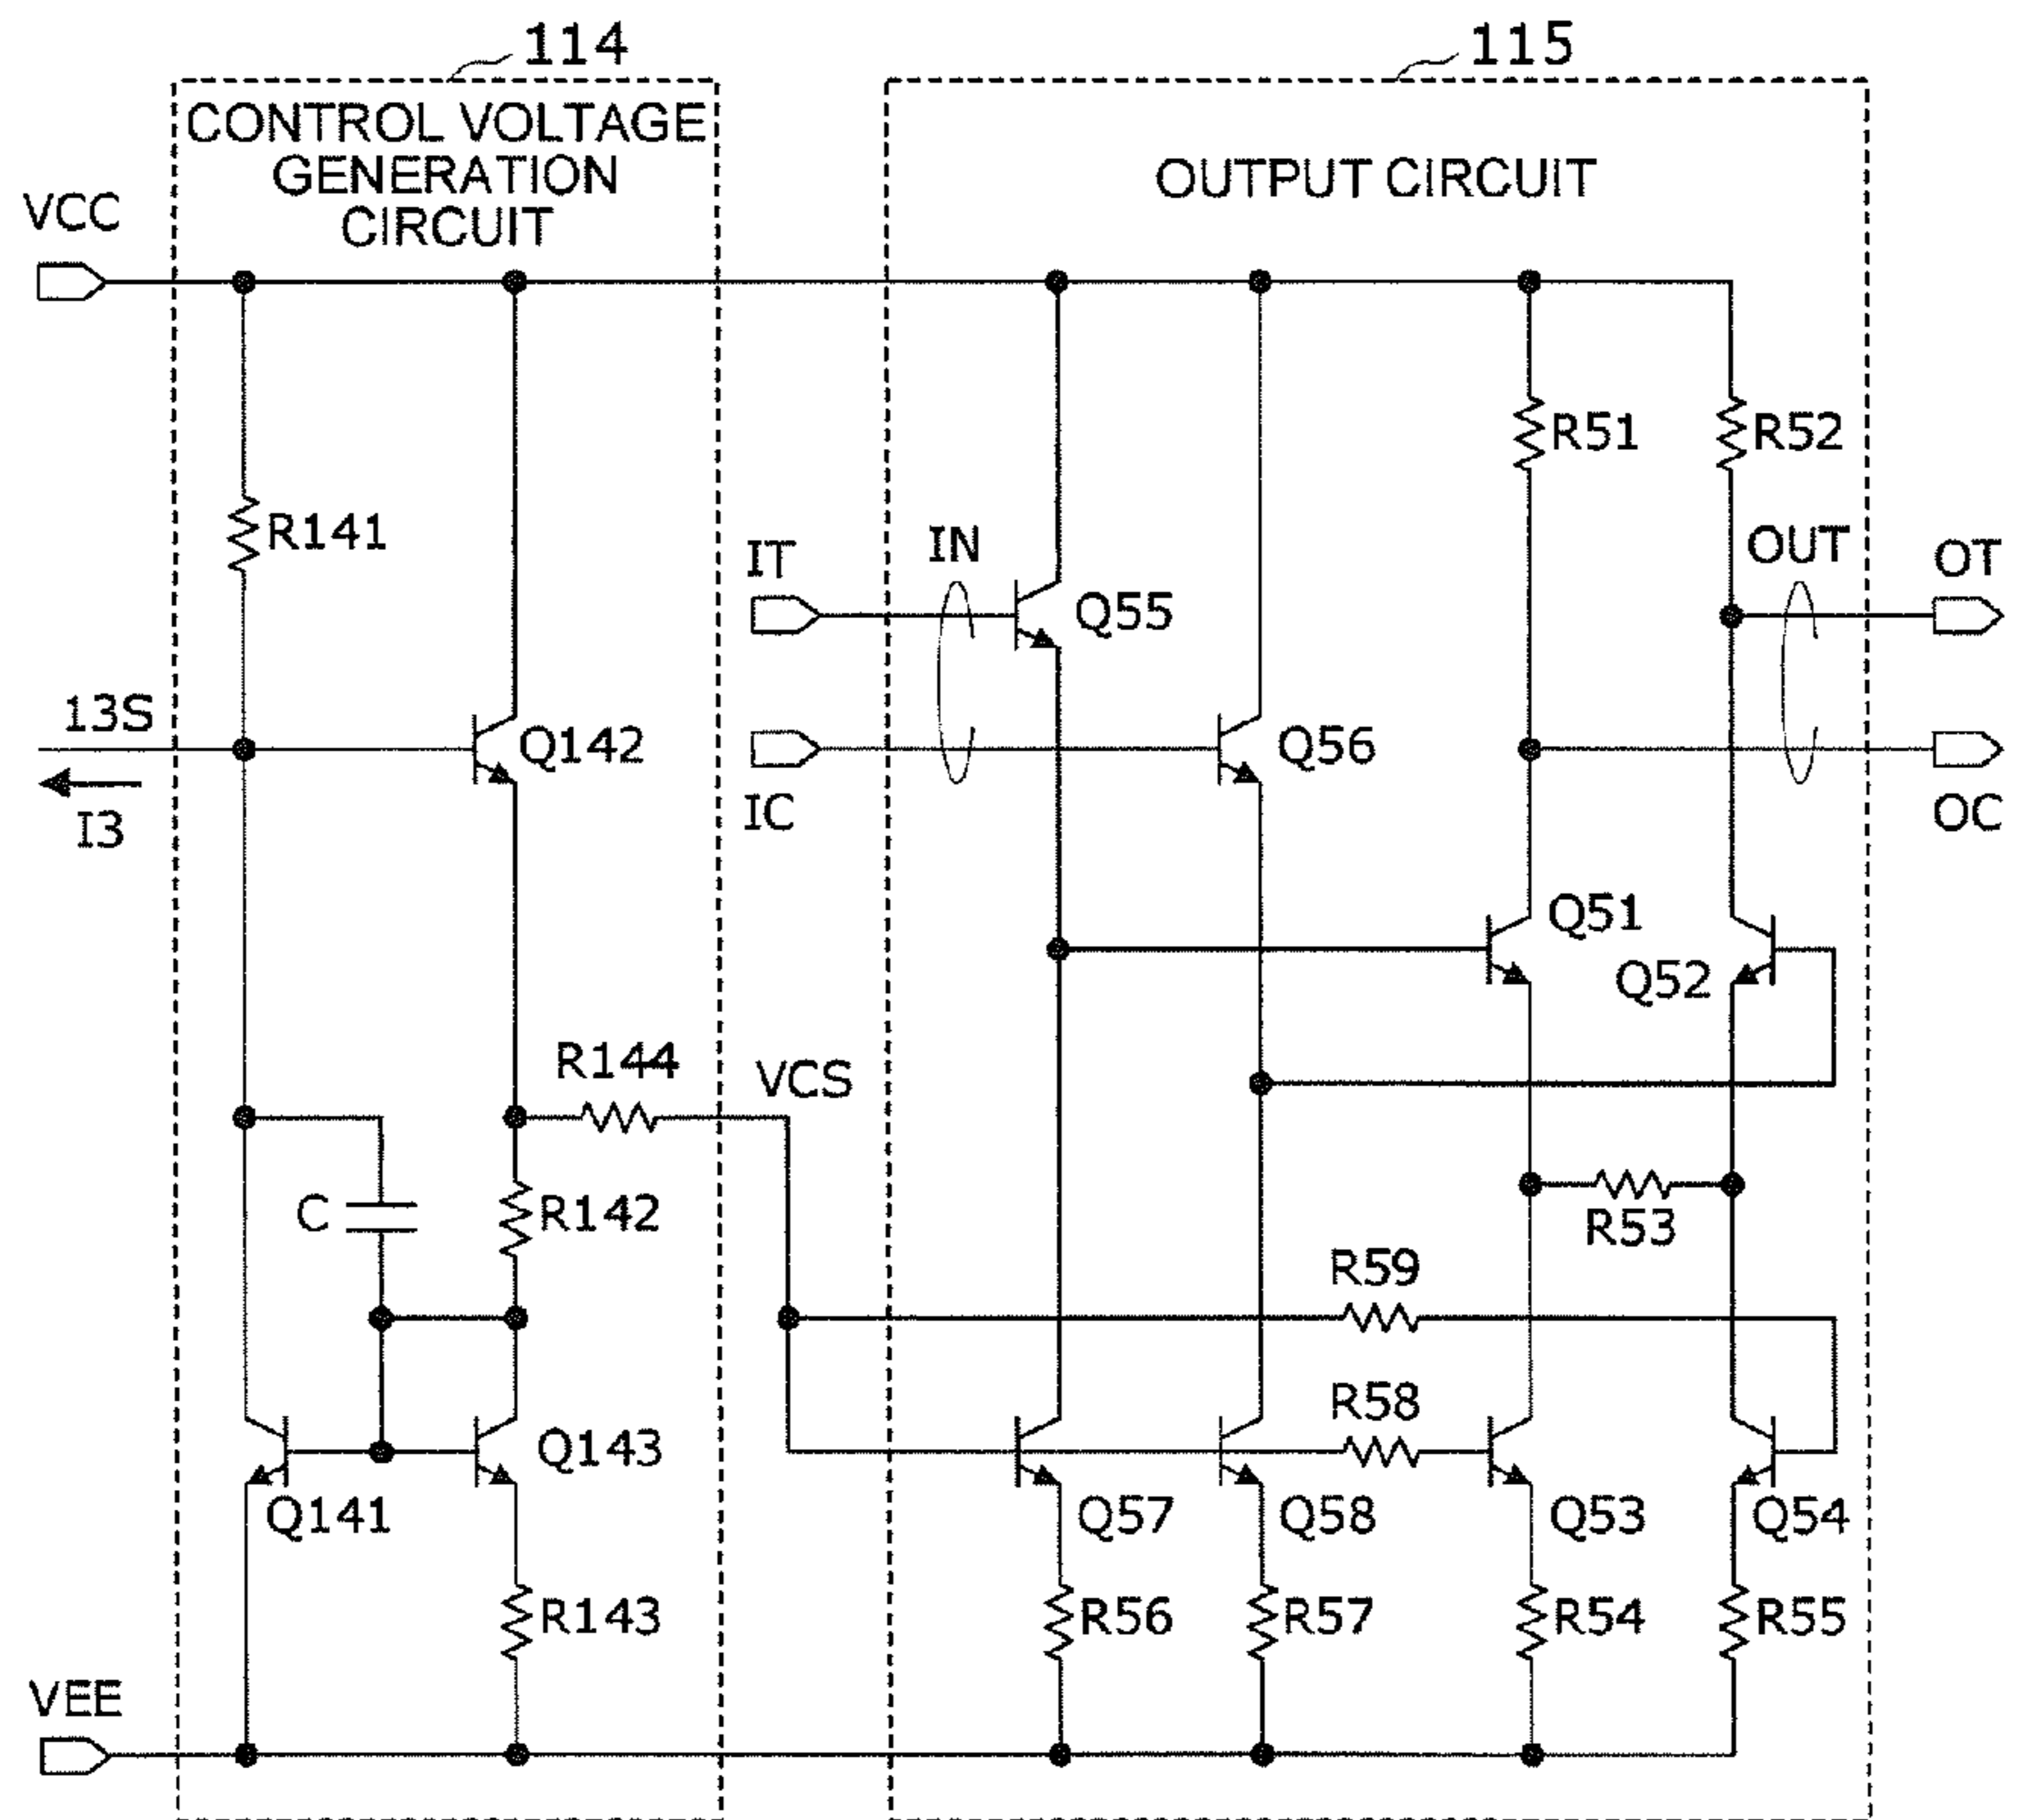 114
115
CONTROL VOLTAGE
GENERATION
CIRCUIT
OUTPUT CIRCUIT
VCC
R51
R52
R141
IT
IN
Q55
OUT
OT
13S
Q142
Q56
I3
IC
OC
Q51
Q52
R144
VCS
C
R142
R53
R59
R58
Q143
Q141
Q57
Q58
Q53
Q54
R143
R56
R57
R54
R55
VEE